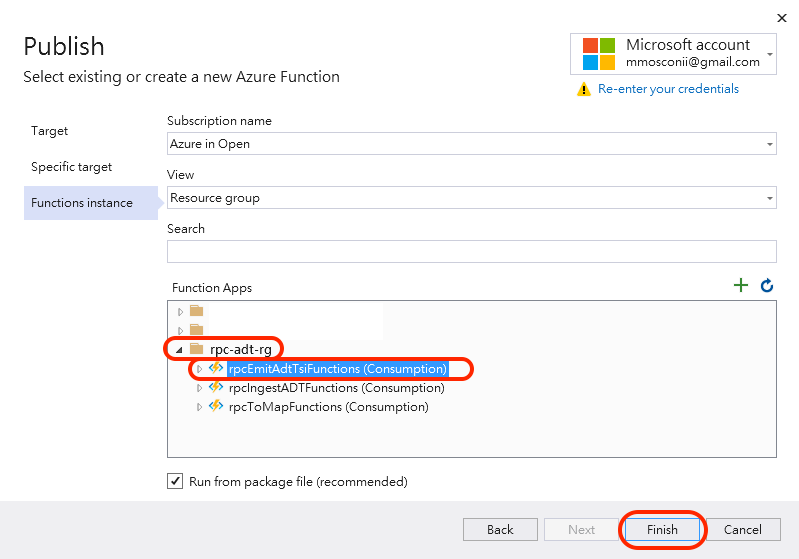 Publish
Select existing or create a new Azure Function
Microsoft account
mmosconii@gmail.com
Re-enter your credentials
Target
Specific target
Functions instance
Subscription name
Azure in Open
View
Resource group
Search
Function Apps
rpc-adt-rg
rpcEmitAdtTsiFunctions (Consumption)
rpcIngestADTFunctions (Consumption)
rpcToMapFunctions (Consumption)
Run from package file (recommended)
Back
Next
Finish
Cancel